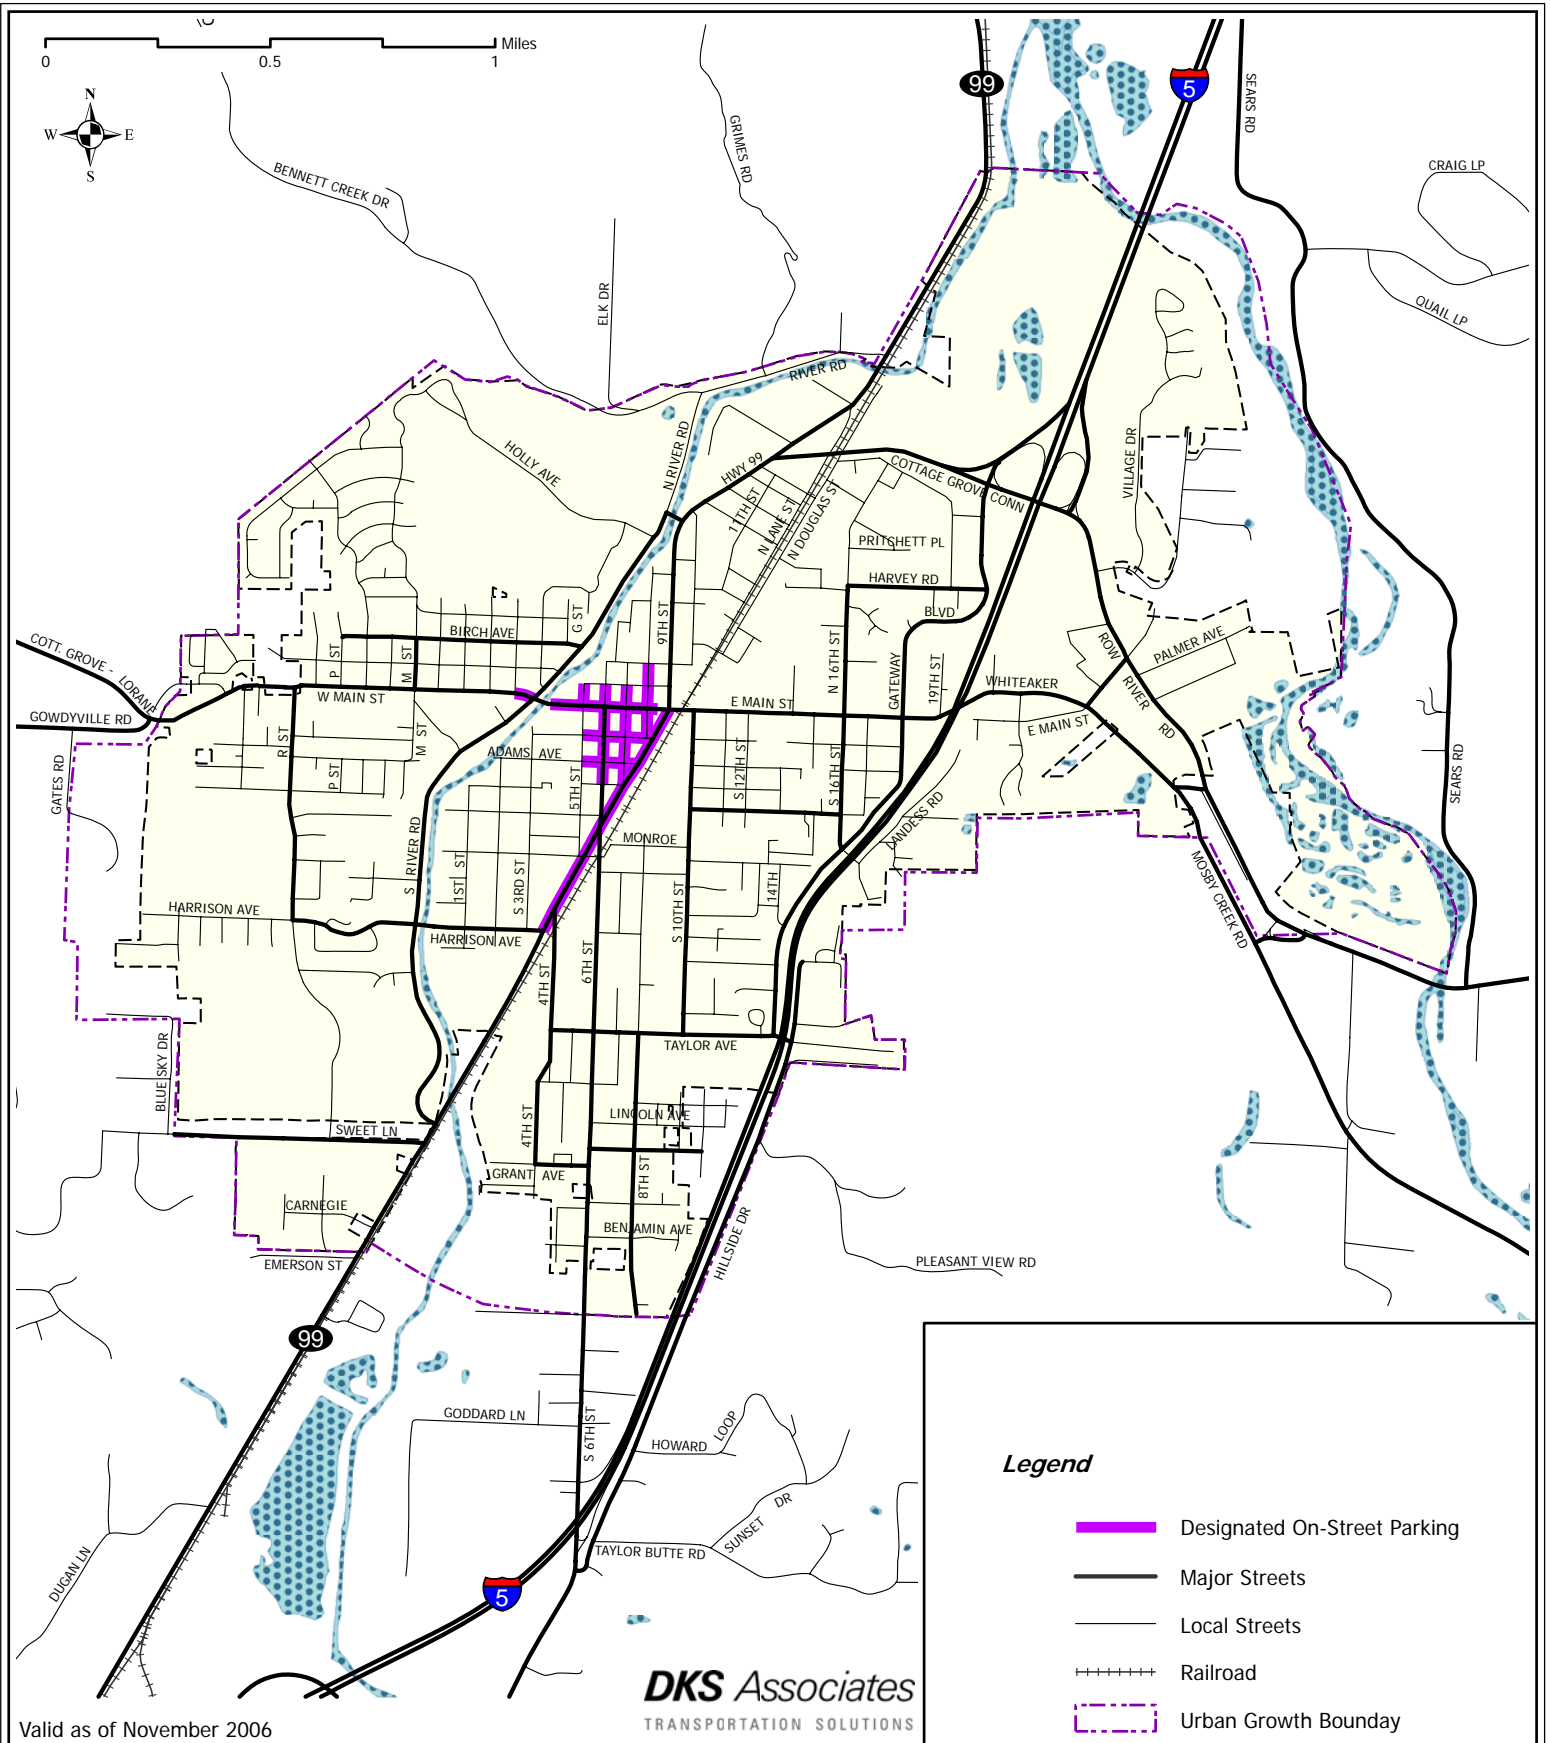 Miles
0
0.5
1
N
W
E
S
99
5
SEARS RD
GRIMES RD
BENNETT CREEK DR
CRAIG LP
QUAIL LP
ELK DR
RIVER RD
N RIVER RD
HOLLY AVE
HWY 99
COTTAGE GROVE CONN
VILLAGE DR
11TH ST
N LANE ST
N DOUGLAS ST
PRITCHETT PL
HARVEY RD
BLVD
G ST
9TH ST
BIRCH AVE
P ST
M ST
N 16TH ST
GATEWAY
19TH ST
ROW
RIVER
RD
PALMER AVE
COTT. GROVE -
LORANE
GOWDYVILLE RD
W MAIN ST
E MAIN ST
WHITEAKER
E MAIN ST
R ST
M ST
P ST
ADAMS AVE
GATES RD
5TH ST
S 12TH ST
S 16TH ST
SEARS RD
LANDESS RD
MONROE
S RIVER RD
1ST ST
S 3RD ST
14TH
MOSBY CREEK RD
HARRISON AVE
HARRISON AVE
S 10TH ST
4TH ST
6TH ST
TAYLOR AVE
BLUE SKY DR
SWEET LN
LINCOLN AVE
4TH ST
GRANT AVE
8TH ST
CARNEGIE
BENJAMIN AVE
HILLSIDE DR
EMERSON ST
PLEASANT VIEW RD
99
GODDARD LN
S 6TH ST
HOWARD
LOOP
SUNSET
DR
TAYLOR BUTTE RD
DUGAN LN
5
Legend
Designated On-Street Parking
Major Streets
Local Streets
Railroad
Urban Growth Bounday
DKS Associates
TRANSPORTATION SOLUTIONS
Valid as of November 2006